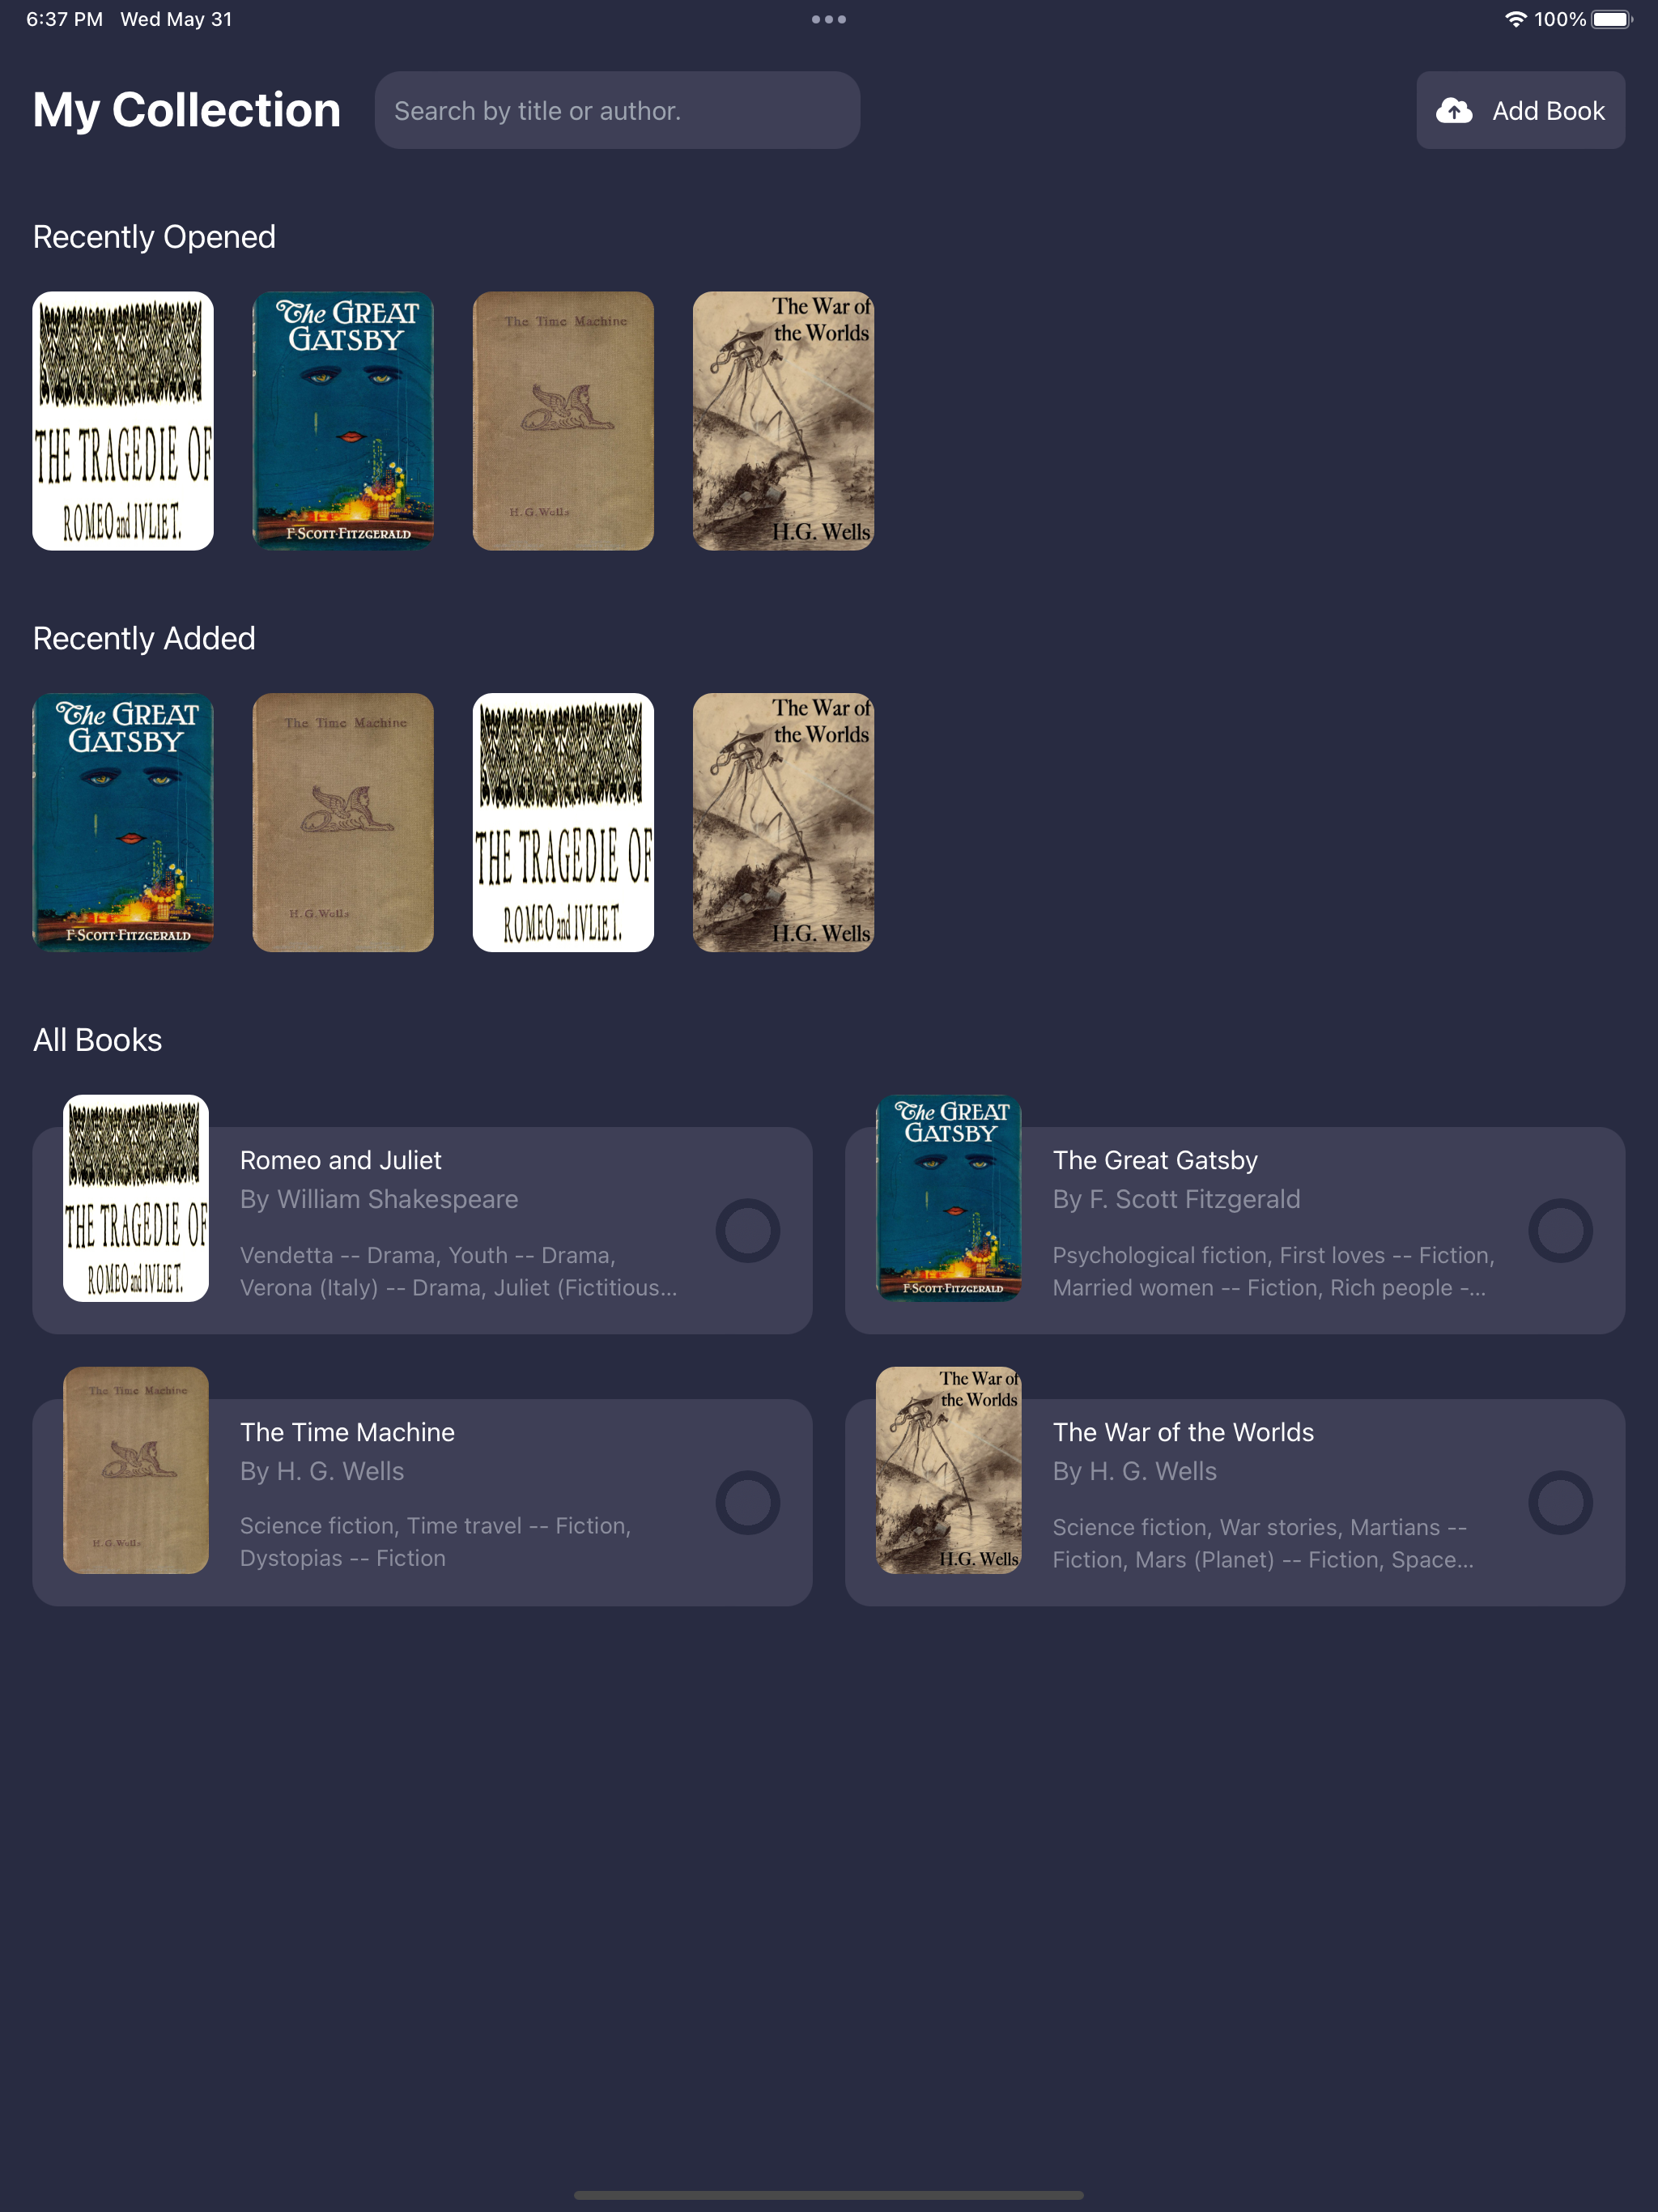 6:37 PM Wed May 31
100%
My Collection
Search by title or author.
Add Book
Recently Opened
THE TRAGEDIE OF
ROMEO and IVLIET.
The GREAT
GATSBY
F·SCOTT·FITZGERALD
The Time Machine
H.G.Wells
The War of
the Worlds
H.G. Wells
Recently Added
The GREAT
GATSBY
F·SCOTT·FITZGERALD
The Time Machine
H.G.Wells
THE TRAGEDIE OF
ROMEO and IVLIET.
The War of
the Worlds
H.G. Wells
All Books
THE TRAGEDIE OF
ROMEO and IVLIET.
Romeo and Juliet
By William Shakespeare
Vendetta -- Drama, Youth -- Drama,
Verona (Italy) -- Drama, Juliet (Fictitious...
The GREAT
GATSBY
F·SCOTT·FITZGERALD
The Great Gatsby
By F. Scott Fitzgerald
Psychological fiction, First loves -- Fiction,
Married women -- Fiction, Rich people -...
The Time Machine
H.G.Wells
The Time Machine
By H. G. Wells
Science fiction, Time travel -- Fiction,
Dystopias -- Fiction
The War of
the Worlds
H.G. Wells
The War of the Worlds
By H. G. Wells
Science fiction, War stories, Martians --
Fiction, Mars (Planet) -- Fiction, Space...